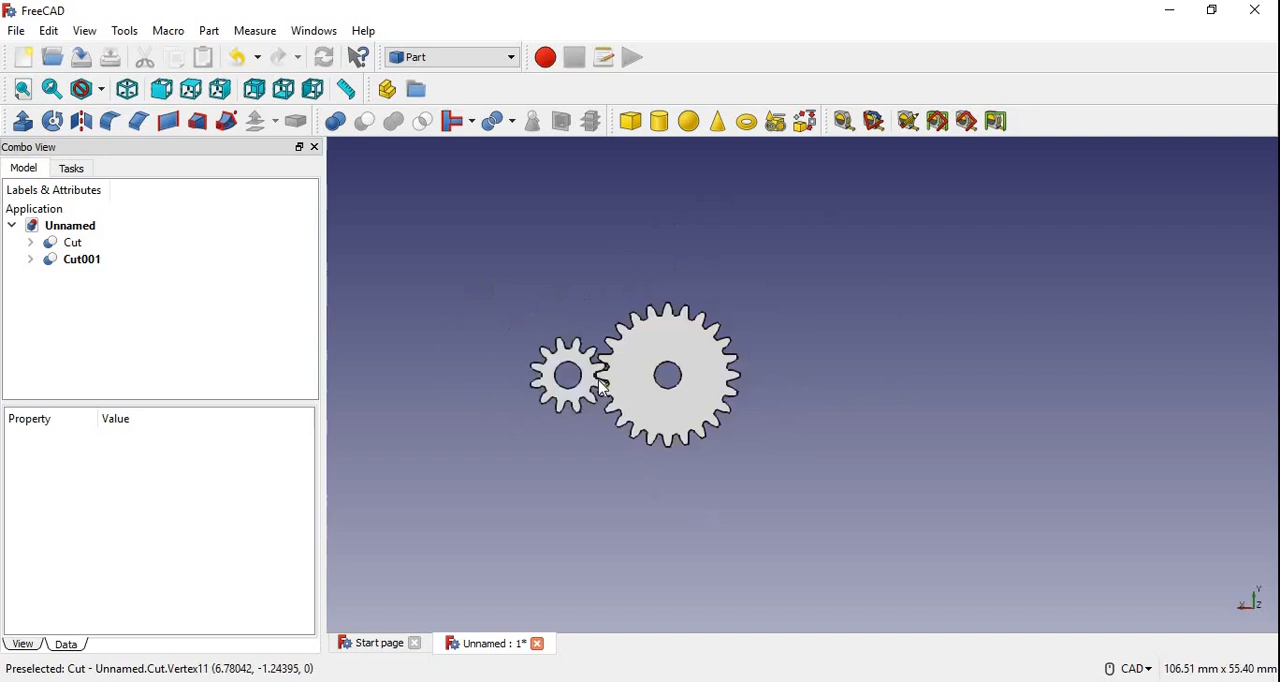 FreeCAD
File Edit View Tools Macro Part Measure Windows Help
Part
Combo View
Model Tasks
Labels & Attributes
Application
Unnamed
Cut
Cut001
Property Value
View Data
Start page Unnamed : 1*
Y
X Z
Preselected: Cut - Unnamed.Cut.Vertex11 (6.78042, -1.24395, 0) CAD 106.51 mm x 55.40 mm